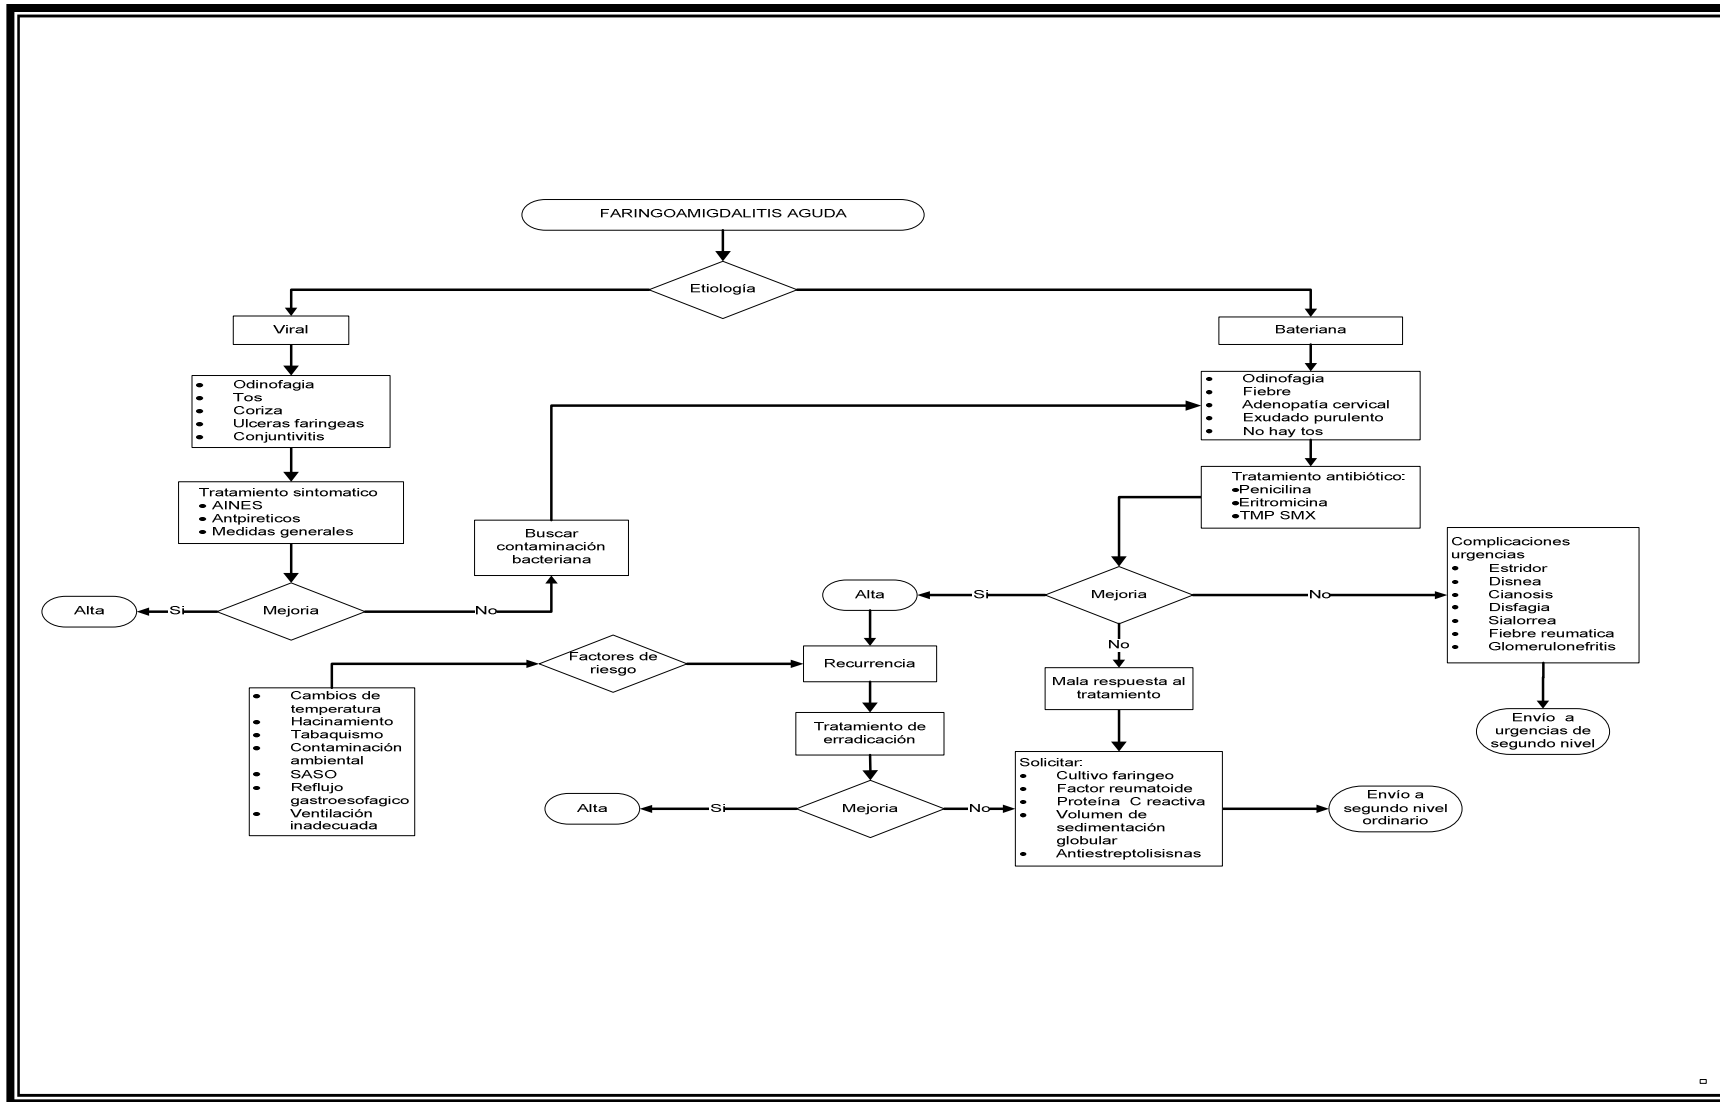 FARINGOAMIGDALITIS AGUDA
Etiología
Viral
• Odinofagia
• Tos
• Coriza
• Ulceras faringeas
• Conjuntivitis
Tratamiento sintomatico
• AINES
• Antpireticos
• Medidas generales
Mejoria
Si
Alta
No
Buscar
contaminación
bacteriana
Bateriana
• Odinofagia
• Fiebre
• Adenopatía cervical
• Exudado purulento
• No hay tos
Tratamiento antibiótico:
•Penicilina
•Eritromicina
•TMP SMX
Mejoria
Si
Alta
No
Complicaciones
urgencias
• Estridor
• Disnea
• Cianosis
• Disfagia
• Sialorrea
• Fiebre reumatica
• Glomerulonefritis
Envío a
urgencias de
segundo nivel
No
Mala respuesta al
tratamiento
Recurrencia
Factores de
riesgo
• Cambios de
temperatura
• Hacinamiento
• Tabaquismo
• Contaminación
ambiental
• SASO
• Reflujo
gastroesofagico
• Ventilación
inadecuada
Tratamiento de
erradicación
Mejoria
Si
Alta
No
Solicitar:
• Cultivo faringeo
• Factor reumatoide
• Proteína C reactiva
• Volumen de
sedimentación
globular
• Antiestreptolisisnas
Envío a
segundo nivel
ordinario